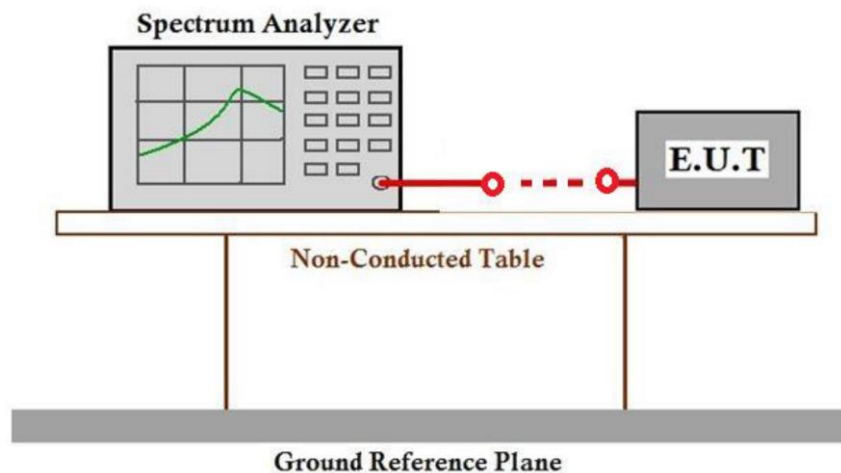 Spectrum Analyzer
E.U.T
Non-Conducted Table
Ground Reference Plane